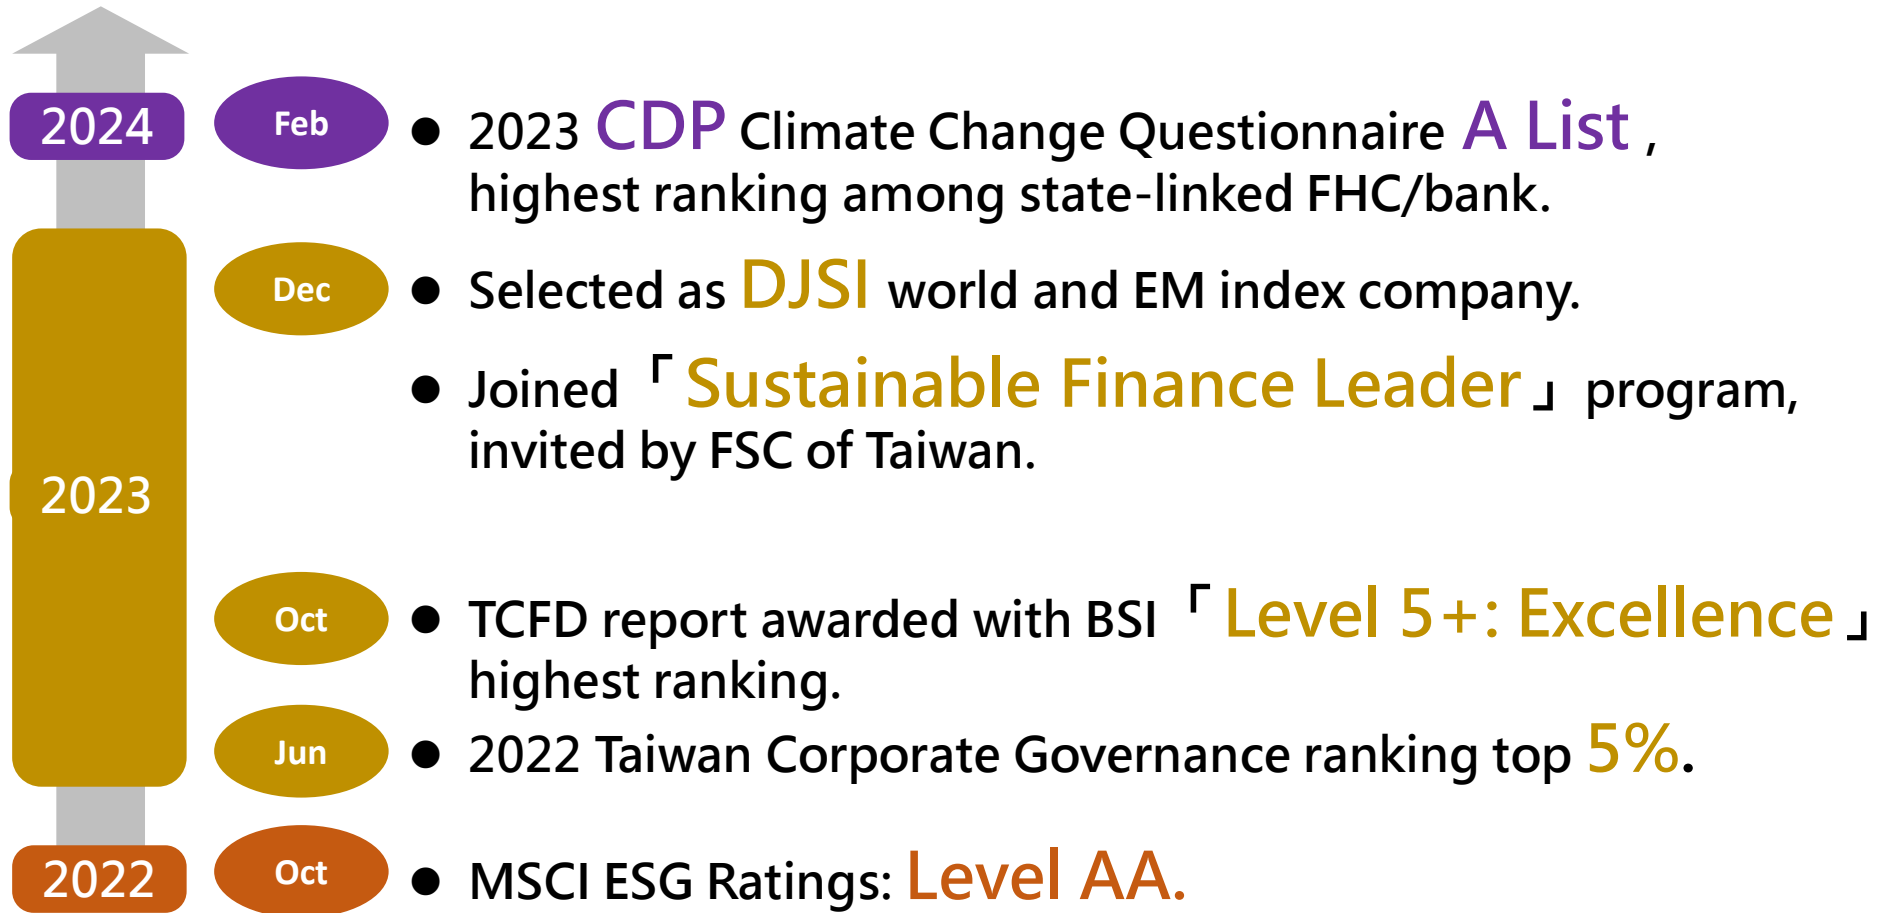 2024
Feb
● 2023 CDP Climate Change Questionnaire A List ,
highest ranking among state-linked FHC/bank.
Dec
● Selected as DJSI world and EM index company.
● Joined「Sustainable Finance Leader」program,
invited by FSC of Taiwan.
2023
Oct
● TCFD report awarded with BSI「Level 5+: Excellence」
highest ranking.
Jun
● 2022 Taiwan Corporate Governance ranking top 5%.
2022
Oct
● MSCI ESG Ratings: Level AA.